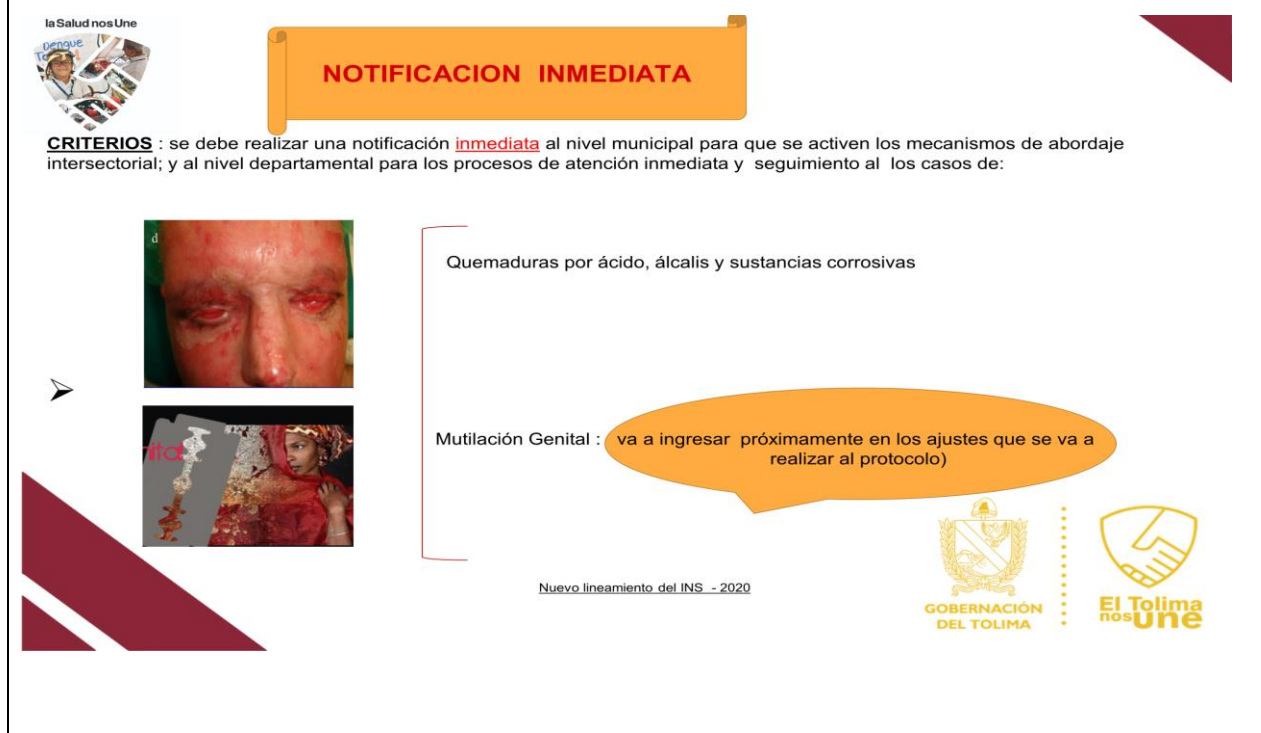 la Salud nos Une
Dengue
NOTIFICACION INMEDIATA
CRITERIOS : se debe realizar una notificación inmediata al nivel municipal para que se activen los mecanismos de abordaje
intersectorial; y al nivel departamental para los procesos de atención inmediata y seguimiento al los casos de:
d
Quemaduras por ácido, álcalis y sustancias corrosivas
Mutilación Genital : va a ingresar próximamente en los ajustes que se va a
realizar al protocolo)
Nuevo lineamiento del INS - 2020
GOBERNACIÓN
DEL TOLIMA
El Tolima
nos une